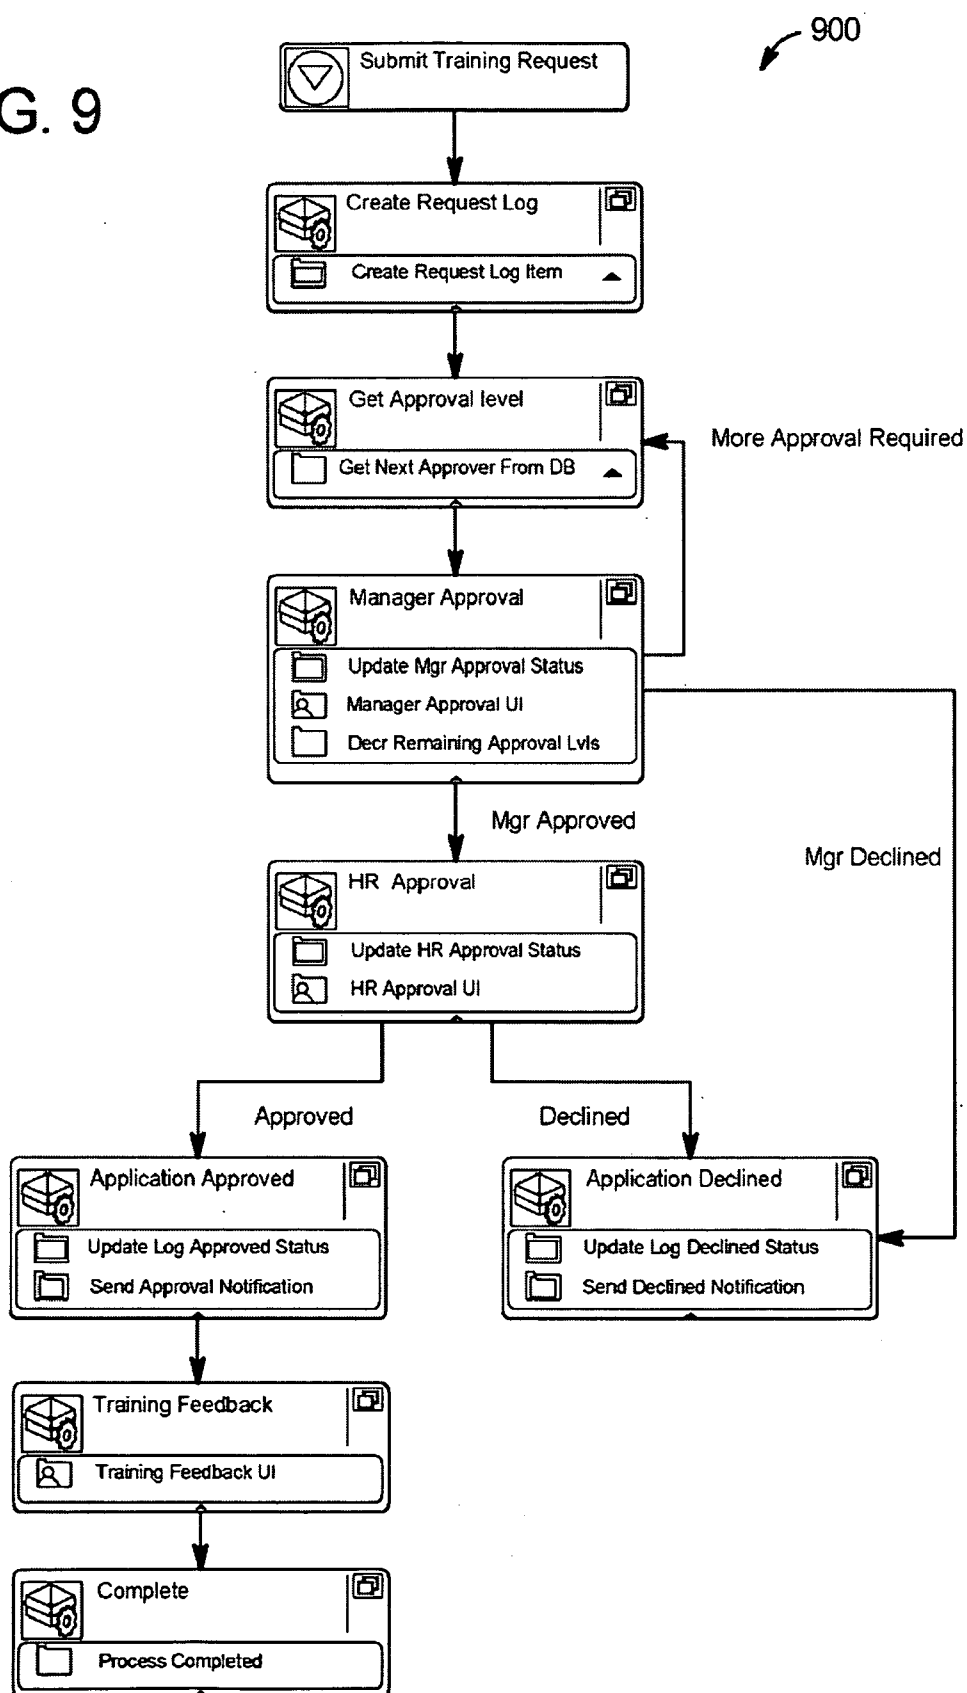 900
Submit Training Request
G. 9
Create Request Log
Create Request Log Item
Get Approval level
More Approval Required
Get Next Approver From DB
Manager Approval
Update Mgr Approval Status
Manager Approval UI
Decr Remaining Approval Lvls
Mgr Approved
Mgr Declined
HR Approval
Update HR Approval Status
HR Approval UI
Approved
Declined
Application Approved
Update Log Approved Status
Send Approval Notification
Application Declined
Update Log Declined Status
Send Declined Notification
Training Feedback
Training Feedback UI
Complete
Process Completed